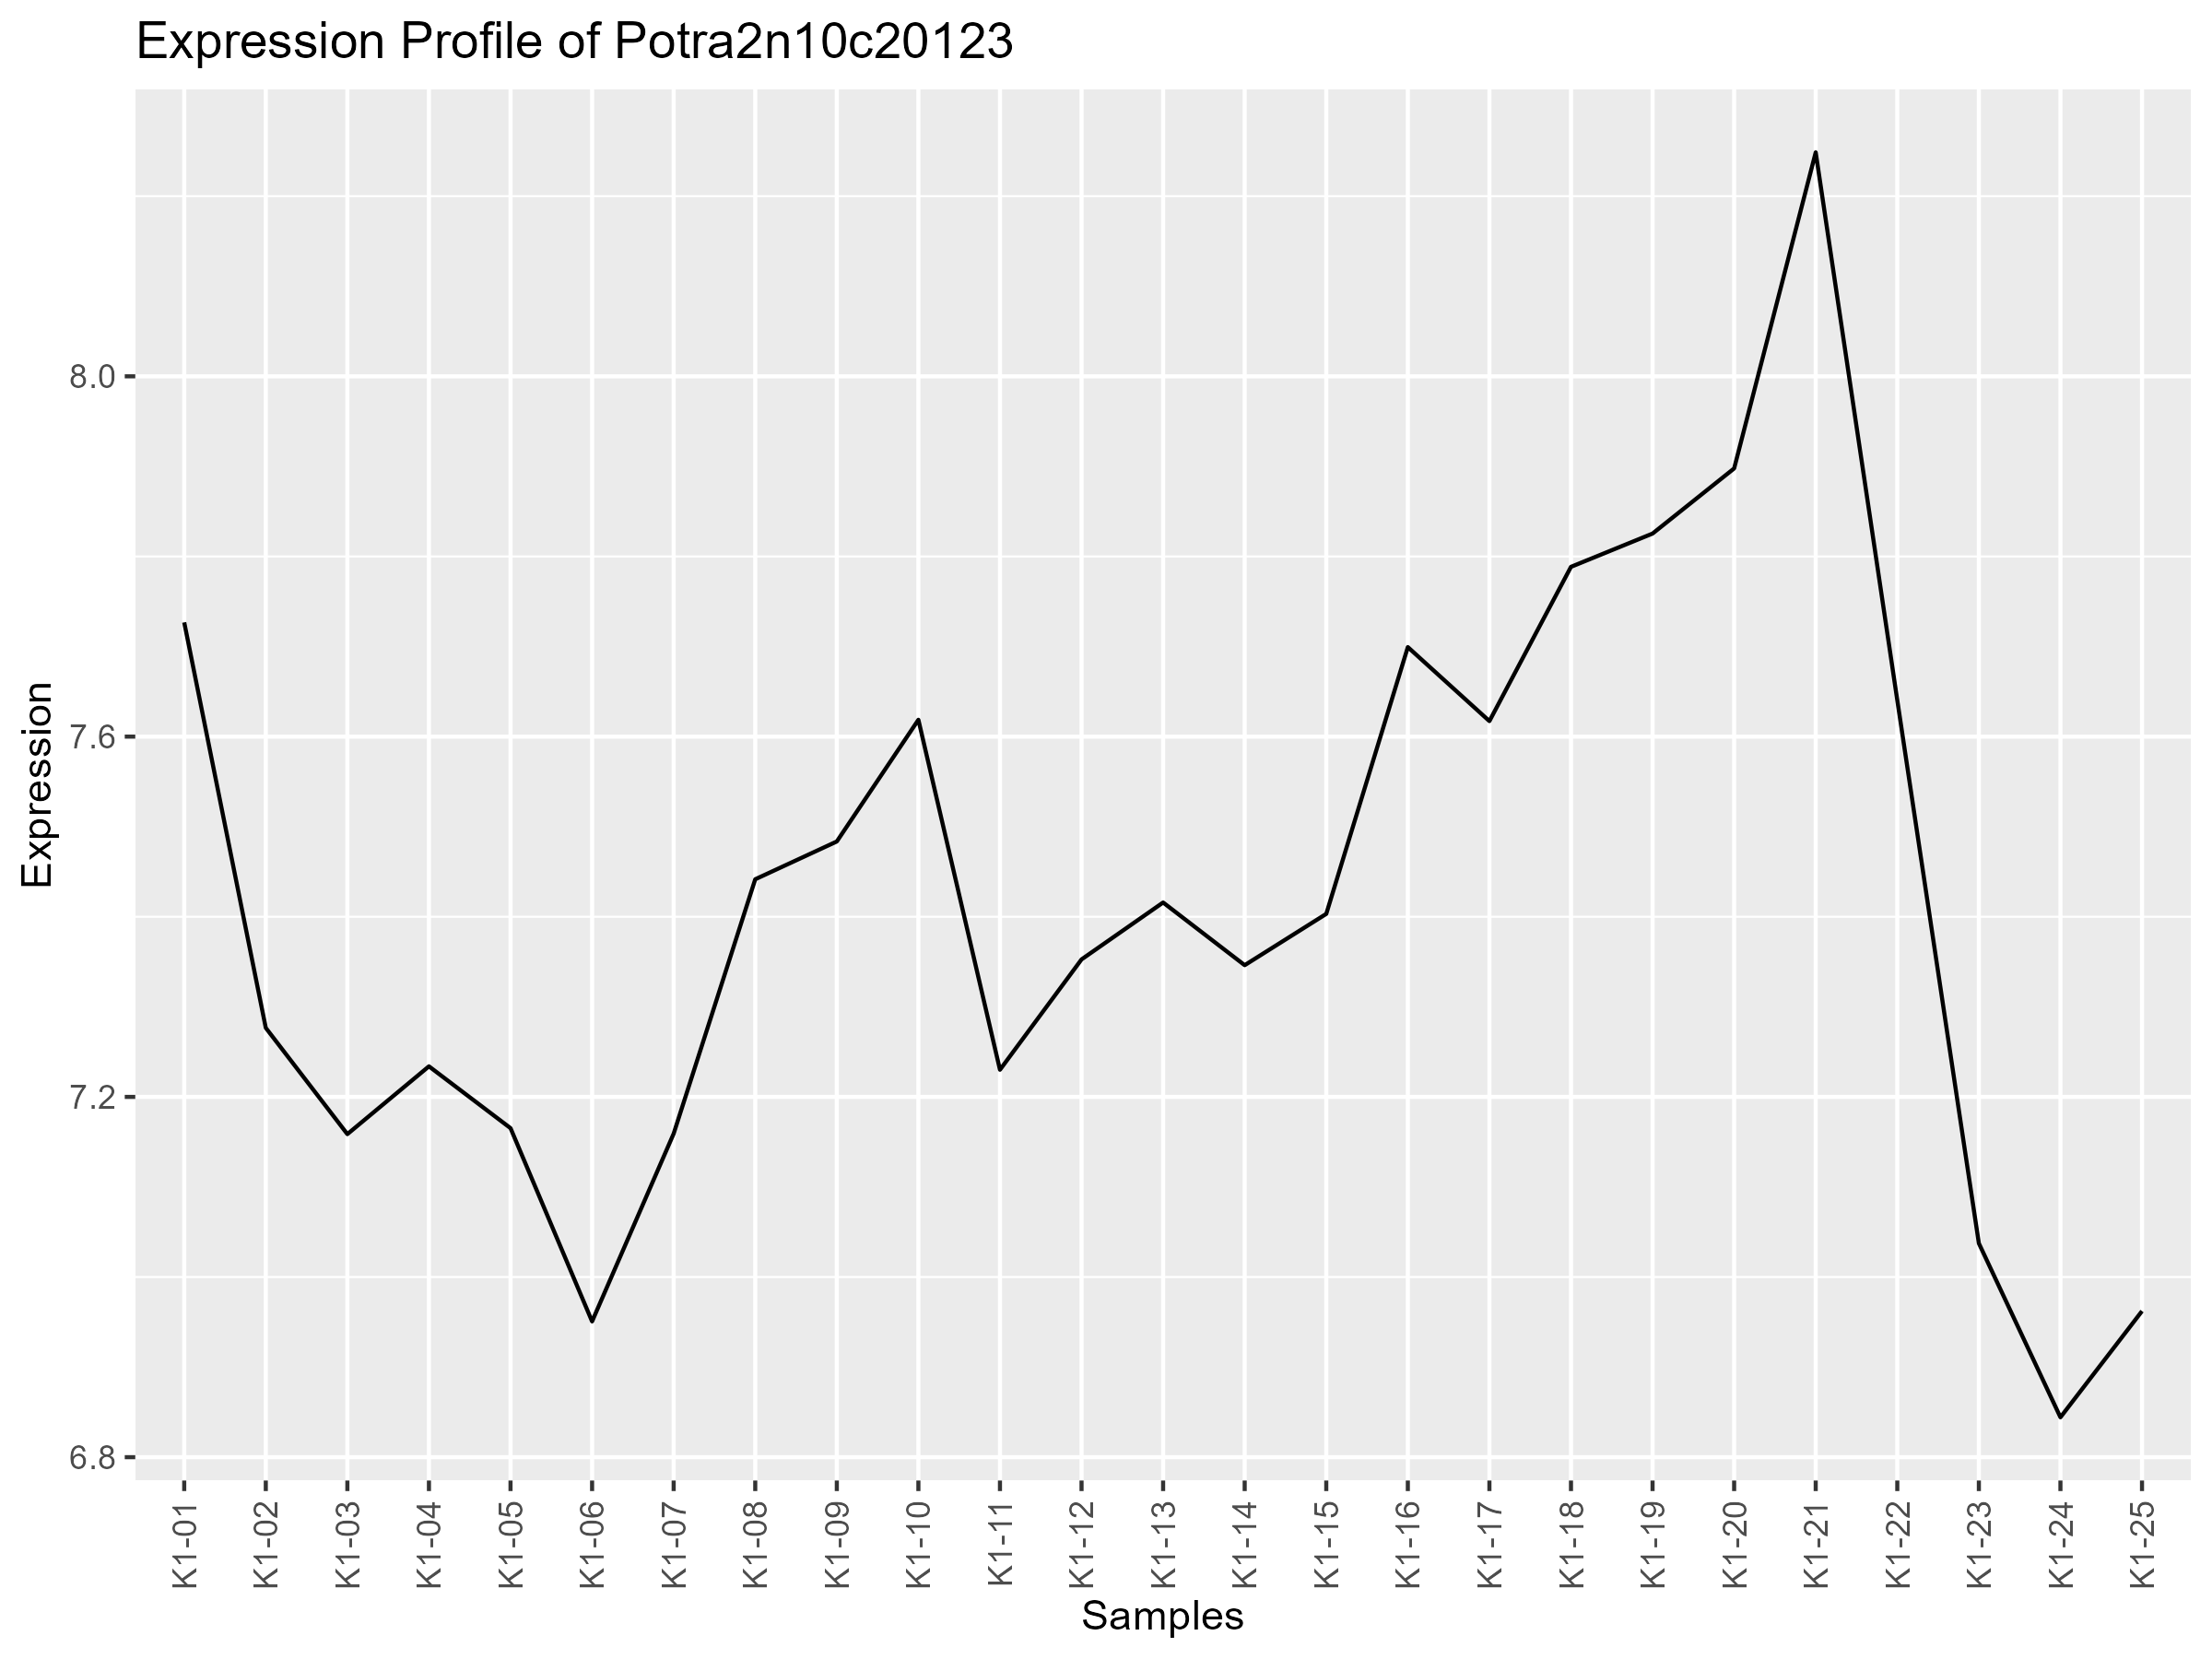 Expression Profile of Potra2n10c20123
Expression
8.0
7.6
7.2
6.8
K1-01
K1-02
K1-03
K1-04
K1-05
K1-06
K1-07
K1-08
K1-09
K1-10
K1-11
K1-12
K1-13
K1-14
K1-15
K1-16
K1-17
K1-18
K1-19
K1-20
K1-21
K1-22
K1-23
K1-24
K1-25
Samples